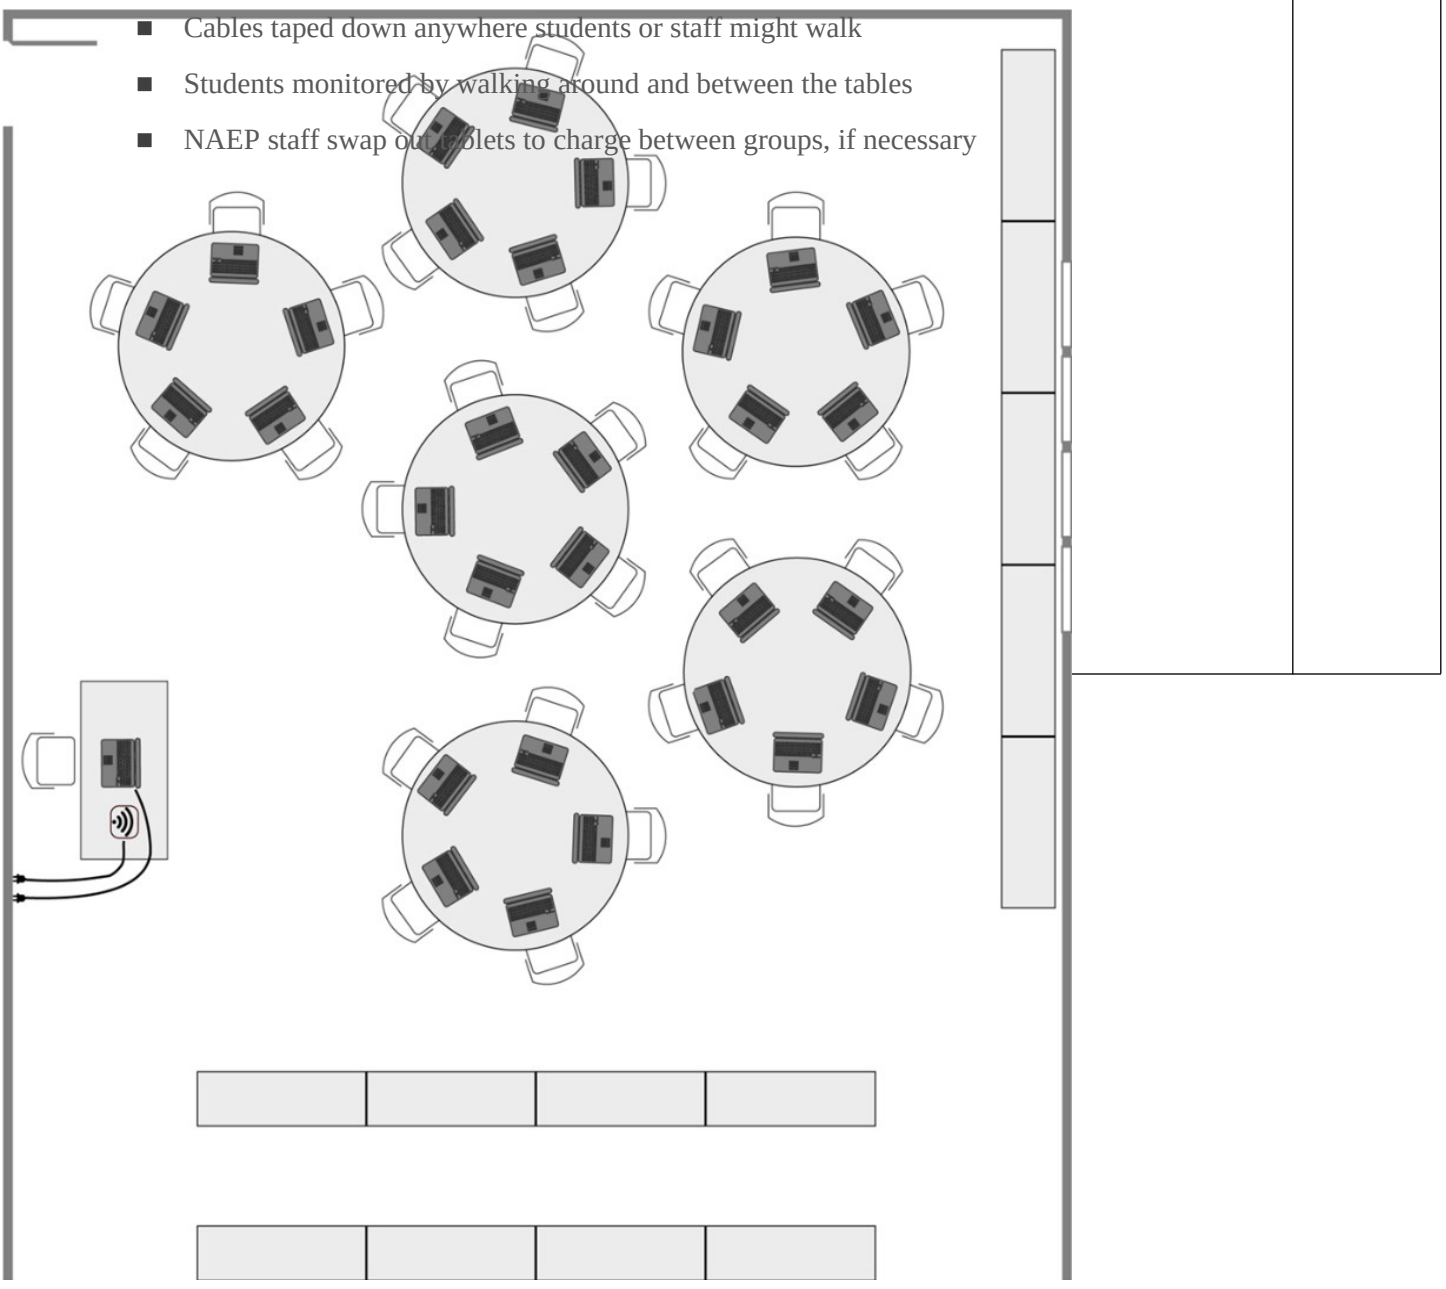 ■ Cables taped down anywhere students or staff might walk
■ Students monitored by walking around and between the tables
■ NAEP staff swap out tablets to charge between groups, if necessary